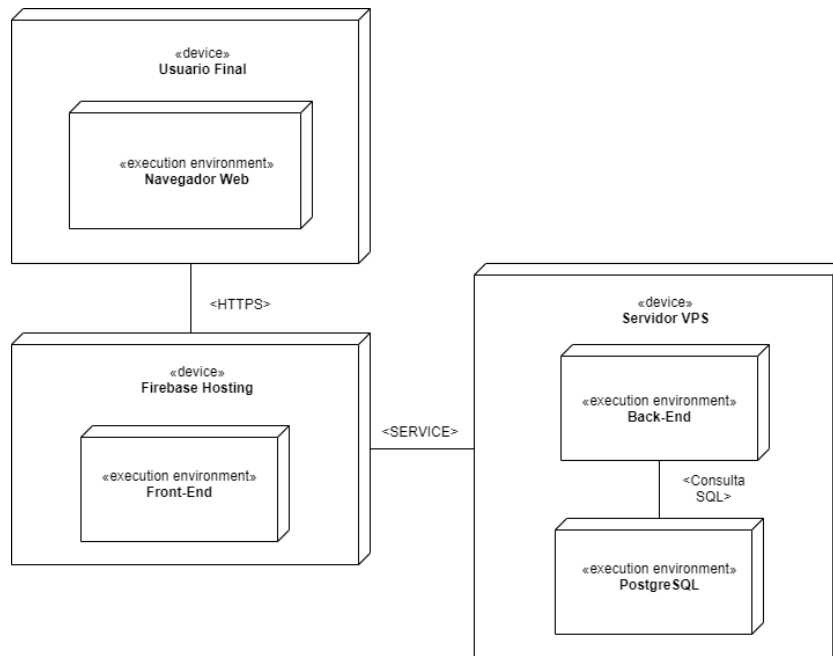 «device»
Usuario Final
«execution environment»
Navegador Web
<HTTPS>
«device»
Firebase Hosting
«execution environment»
Front-End
<SERVICE>
«device»
Servidor VPS
«execution environment»
Back-End
<Consulta
SQL>
«execution environment»
PostgreSQL